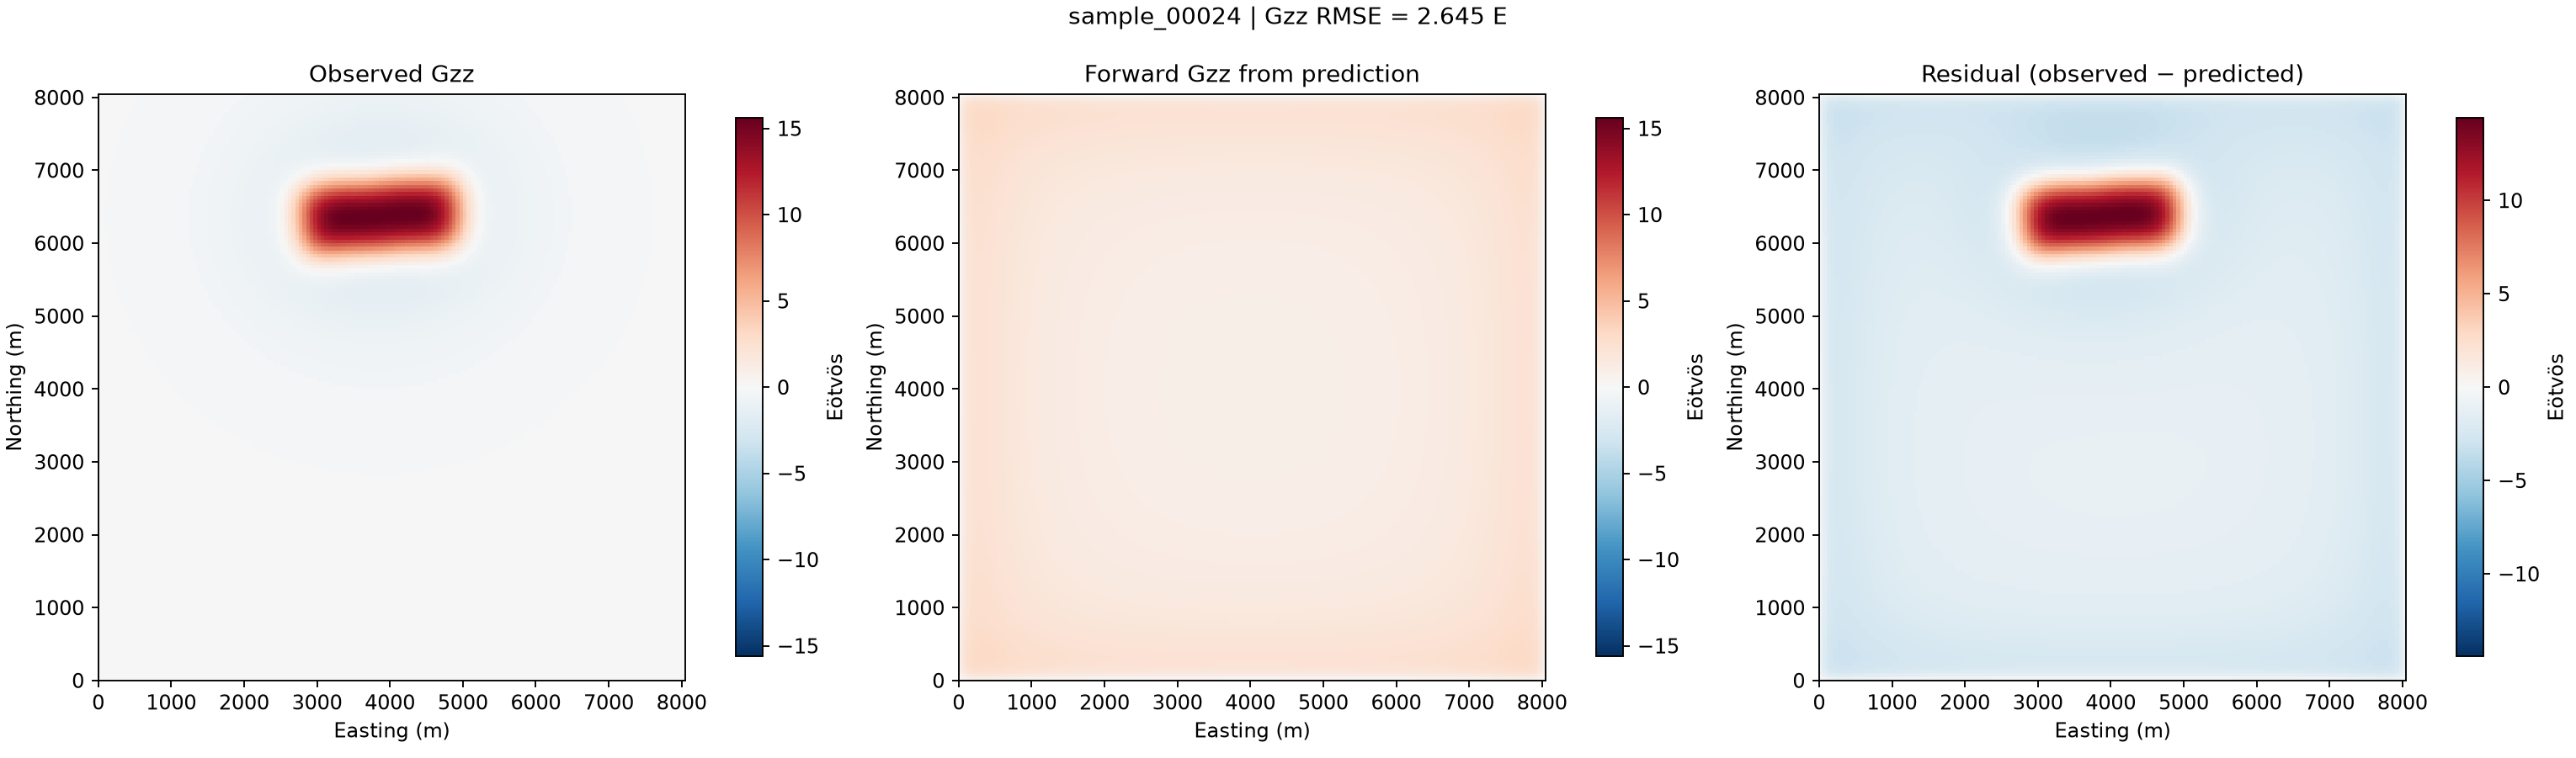 sample_00024 | Gzz RMSE = 2.645 E
Observed Gzz
8000
7000
6000
5000
4000
3000
2000
1000
0
Northing (m)
0 1000 2000 3000 4000 5000 6000 7000 8000
Easting (m)
15
10
5
0
−5
−10
−15
Eötvös
Forward Gzz from prediction
8000
7000
6000
5000
4000
3000
2000
1000
0
Northing (m)
0 1000 2000 3000 4000 5000 6000 7000 8000
Easting (m)
15
10
5
0
−5
−10
−15
Eötvös
Residual (observed − predicted)
8000
7000
6000
5000
4000
3000
2000
1000
0
Northing (m)
0 1000 2000 3000 4000 5000 6000 7000 8000
Easting (m)
10
5
0
−5
−10
Eötvös